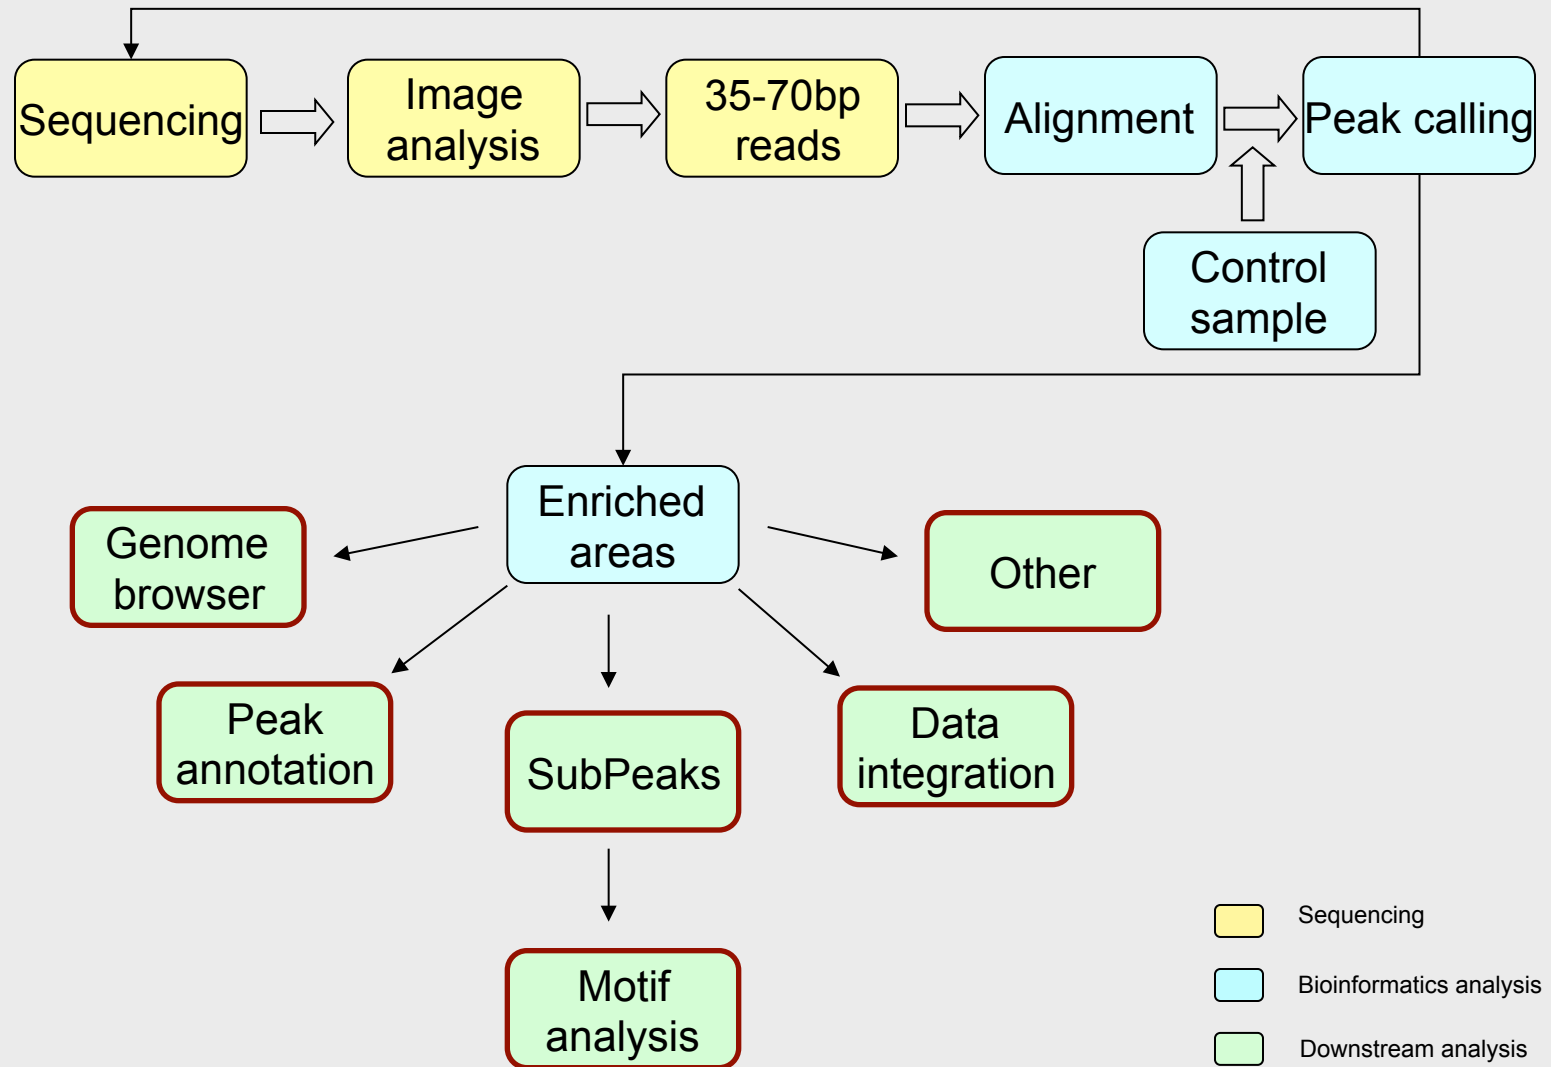 Sequencing
Image
analysis
35-70bp
reads
Alignment
Peak calling
Control
sample
Enriched
areas
Genome
browser
Other
Peak
annotation
SubPeaks
Data
integration
Motif
analysis
Sequencing
Bioinformatics analysis
Downstream analysis